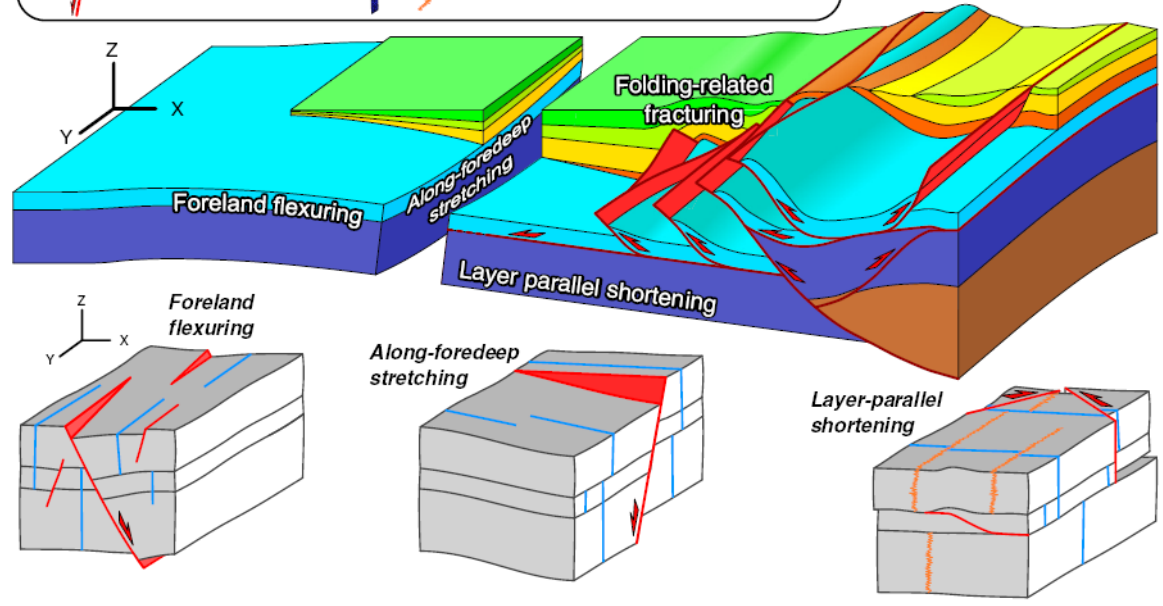 Z
X
Y
Folding-related
fracturing
Along-foredeep
stretching
Foreland flexuring
Layer parallel shortening
Z
X
Y
Foreland
flexuring
Along-foredeep
stretching
Layer-parallel
shortening